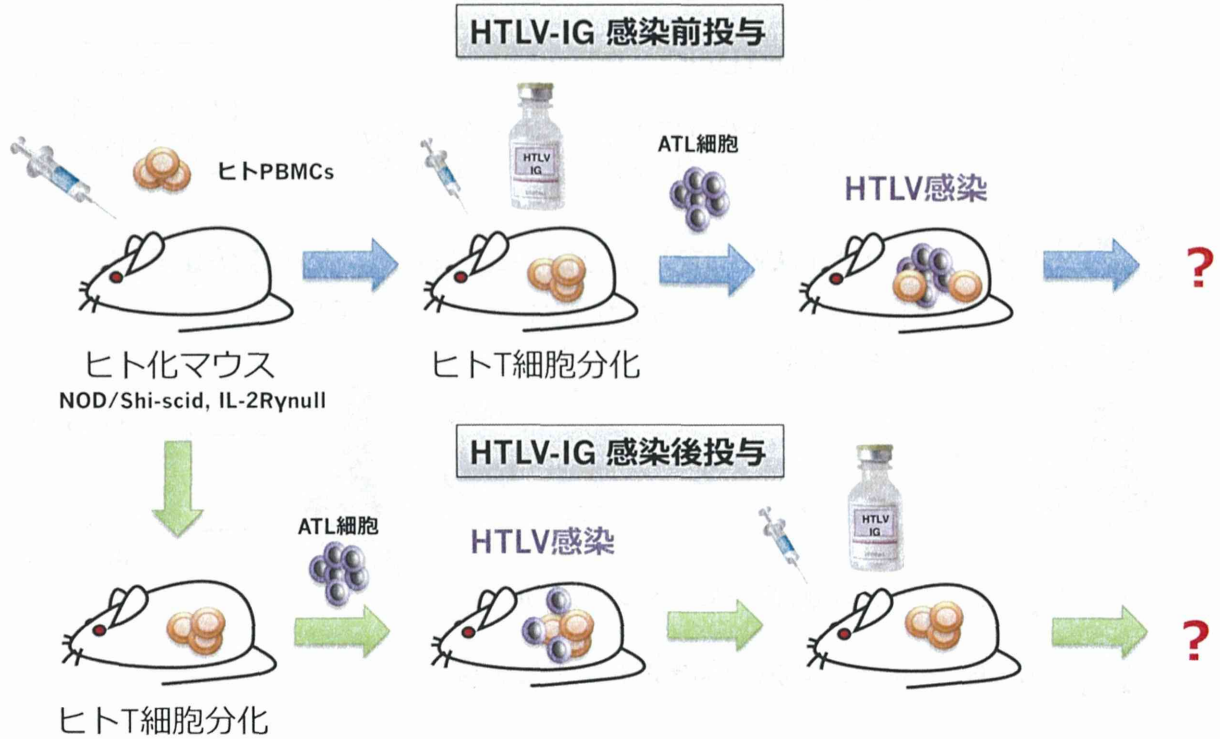 HTLV-IG 感染前投与
ヒトPBMCs
HTLV
IG
ATL細胞
HTLV感染
?
ヒト化マウス
NOD/Shi-scid, IL-2Rγnull
ヒトT細胞分化
HTLV-IG 感染後投与
ATL細胞
HTLV感染
HTLV
IG
?
ヒトT細胞分化